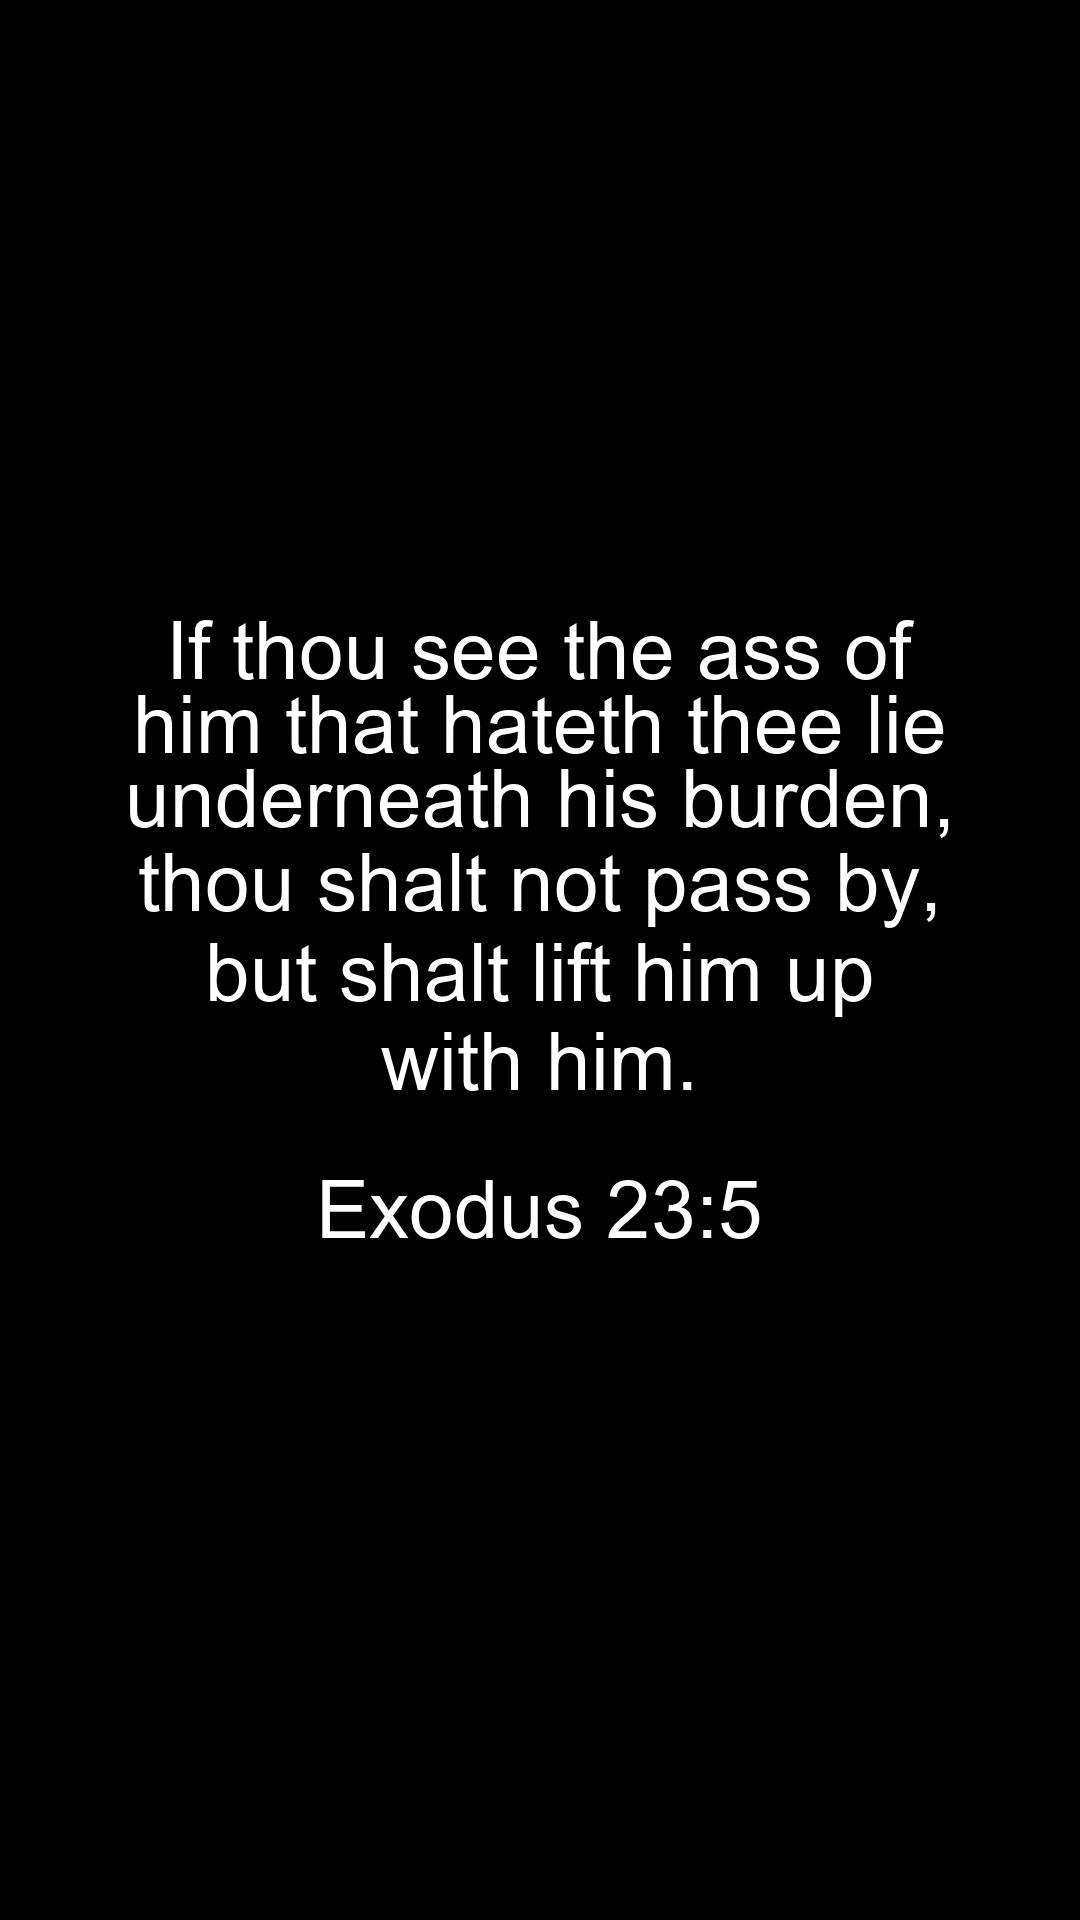 If thou see the ass of
him that hateth thee lie
underneath his burden,
thou shalt not pass by,
but shalt lift him up
with him.
Exodus 23:5